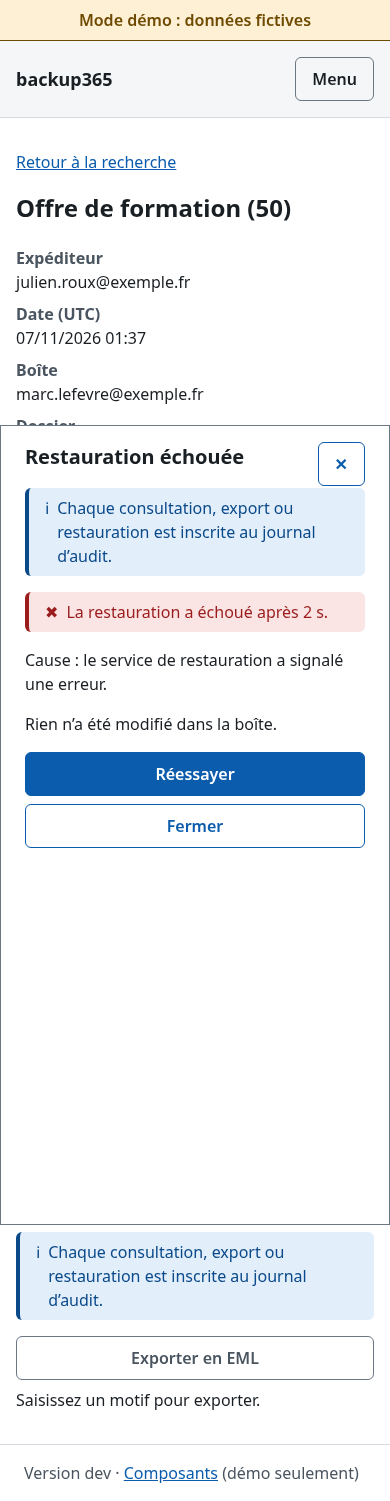 Mode démo : données fictives
backup365
Menu
Retour à la recherche
Offre de formation (50)
Expéditeur
julien.roux@exemple.fr
Date (UTC)
07/11/2026 01:37
Boîte
marc.lefevre@exemple.fr
Dossier
Restauration échouée
✕
i Chaque consultation, export ou
restauration est inscrite au journal
d’audit.
✖ La restauration a échoué après 2 s.
Cause : le service de restauration a signalé
une erreur.
Rien n’a été modifié dans la boîte.
Réessayer
Fermer
i Chaque consultation, export ou
restauration est inscrite au journal
d’audit.
Exporter en EML
Saisissez un motif pour exporter.
Version dev · Composants (démo seulement)